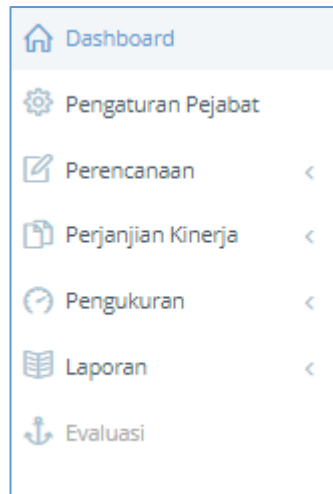 Dashboard
Pengaturan Pejabat
Perencanaan
Perjanjian Kinerja
Pengukuran
Laporan
Evaluasi